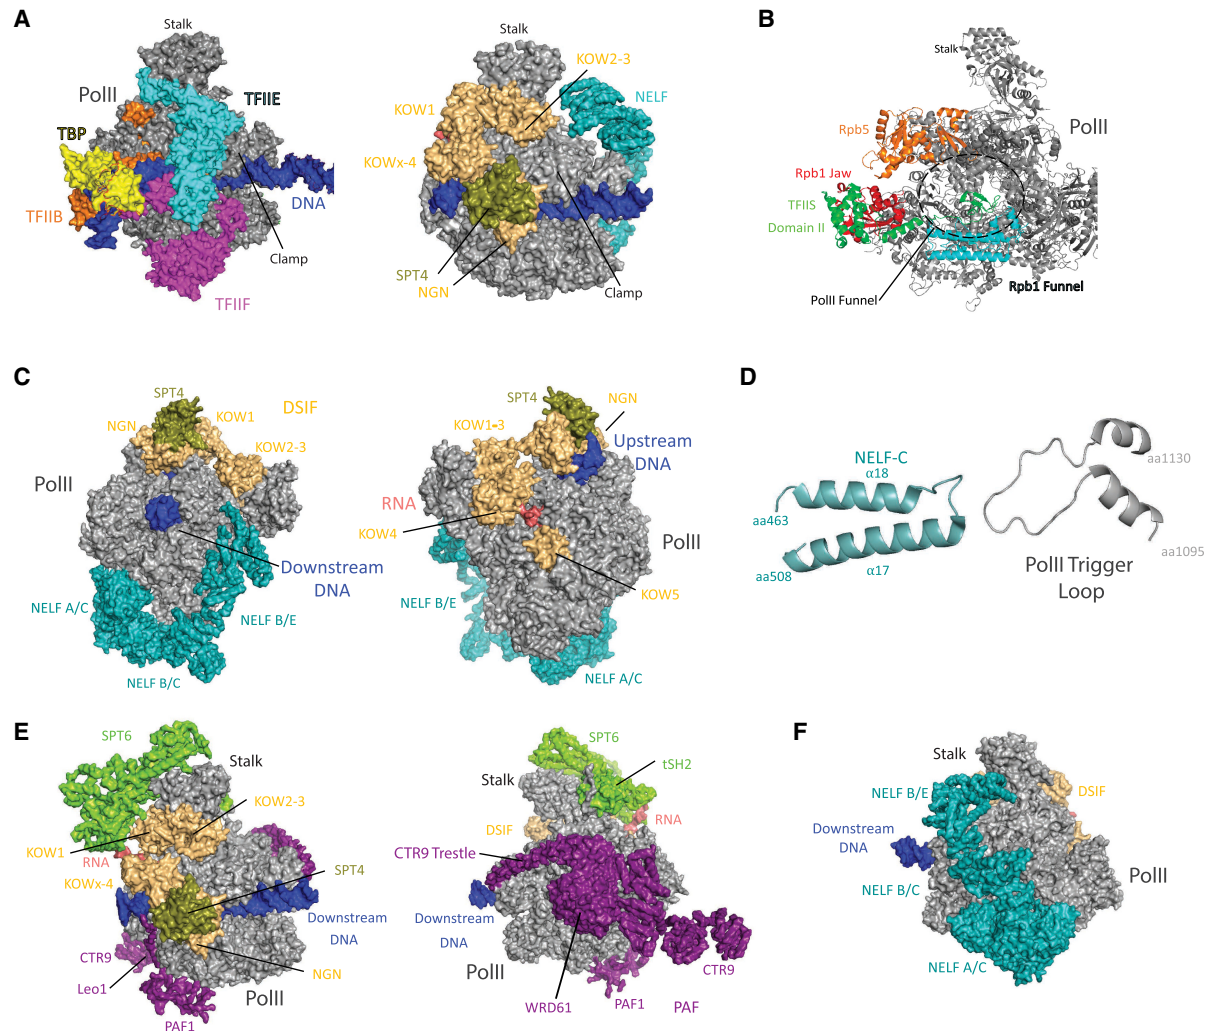 A
Stalk
PolII
TFIIE
TBP
DNA
TFIIB
Clamp
TFIIF
Stalk
KOW2-3
KOW1
NELF
KOWx-4
SPT4
NGN
Clamp
B
Stalk
PolII
Rpb5
Rpb1 Jaw
TFIIS
Domain II
PolII Funnel
Rpb1 Funnel
C
SPT4
NGN
KOW1
DSIF
KOW2-3
PolII
Downstream
DNA
NELF A/C
NELF B/E
NELF B/C
SPT4
NGN
KOW1-3
Upstream
DNA
RNA
KOW4
PolII
KOW5
NELF B/E
NELF A/C
D
NELF-C
α18
aa463
aa508
α17
aa1130
aa1095
PolII Trigger
Loop
E
SPT6
Stalk
KOW2-3
KOW1
RNA
KOWx-4
SPT4
Downstream
DNA
CTR9
Leo1
NGN
PolII
PAF1
SPT6
tSH2
Stalk
RNA
DSIF
CTR9 Trestle
Downstream
DNA
PolII
CTR9
WRD61
PAF1
PAF
F
Stalk
NELF B/E
DSIF
Downstream
DNA
NELF B/C
PolII
NELF A/C